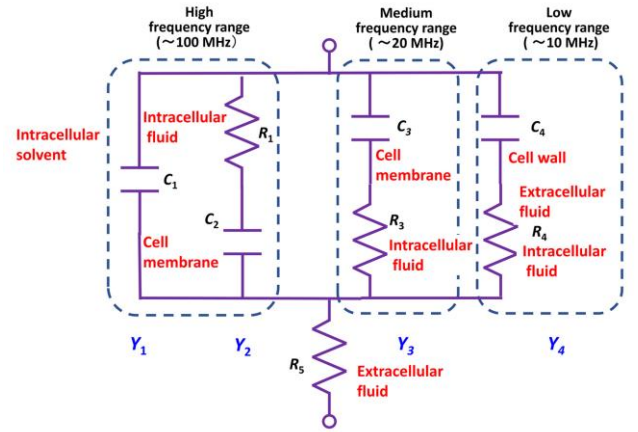 High
frequency range
(～100 MHz)
Medium
frequency range
( ～20 MHz)
Low
frequency range
( ～10 MHz)
Intracellular
solvent
Intracellular
fluid
R1
C1
C2
Cell
membrane
C3
Cell
membrane
R3
Intracellular
fluid
C4
Cell wall
Extracellular
fluid
R4
Intracellular
fluid
Y1
Y2
Y3
Y4
R5
Extracellular
fluid